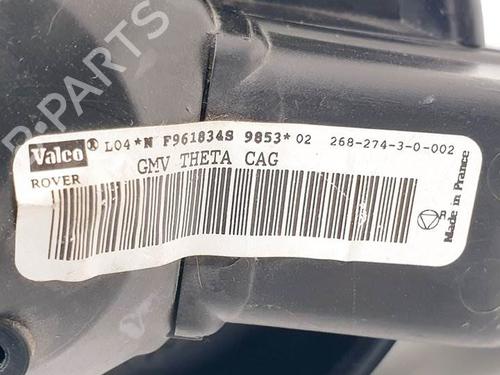 B-PARTS
Valeo® L04*N F961834S 9853* 02 268-274-3-0-002
ROVER GMV THETA CAG
Made in France